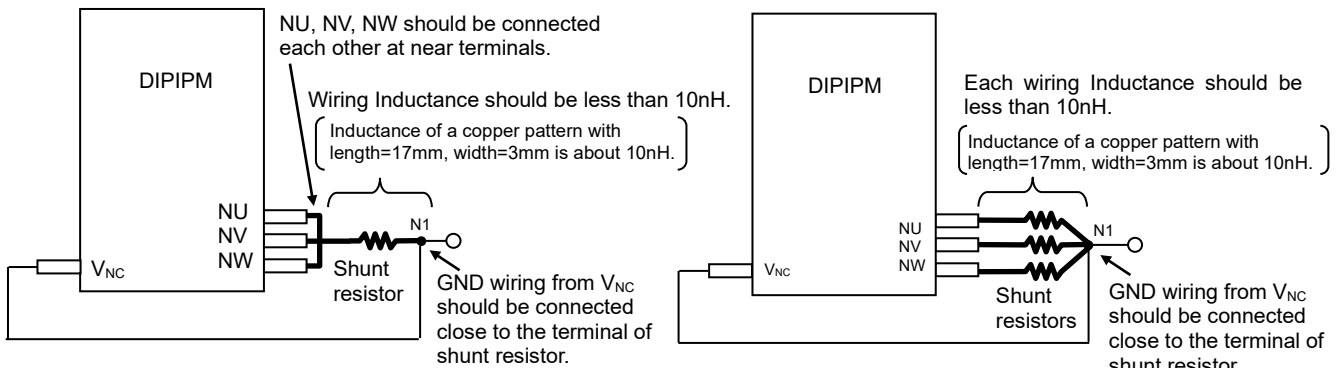 NU, NV, NW should be connected
each other at near terminals.
DIPIPM
Wiring Inductance should be less than 10nH.
Inductance of a copper pattern with
length=17mm, width=3mm is about 10nH.
NU
NV
NW
N1
VNC
Shunt
resistor
GND wiring from VNC
should be connected
close to the terminal of
shunt resistor.
DIPIPM
Each wiring Inductance should be
less than 10nH.
Inductance of a copper pattern with
length=17mm, width=3mm is about 10nH.
NU
NV
NW
N1
VNC
Shunt
resistors
GND wiring from VNC
should be connected
close to the terminal of
shunt resistor